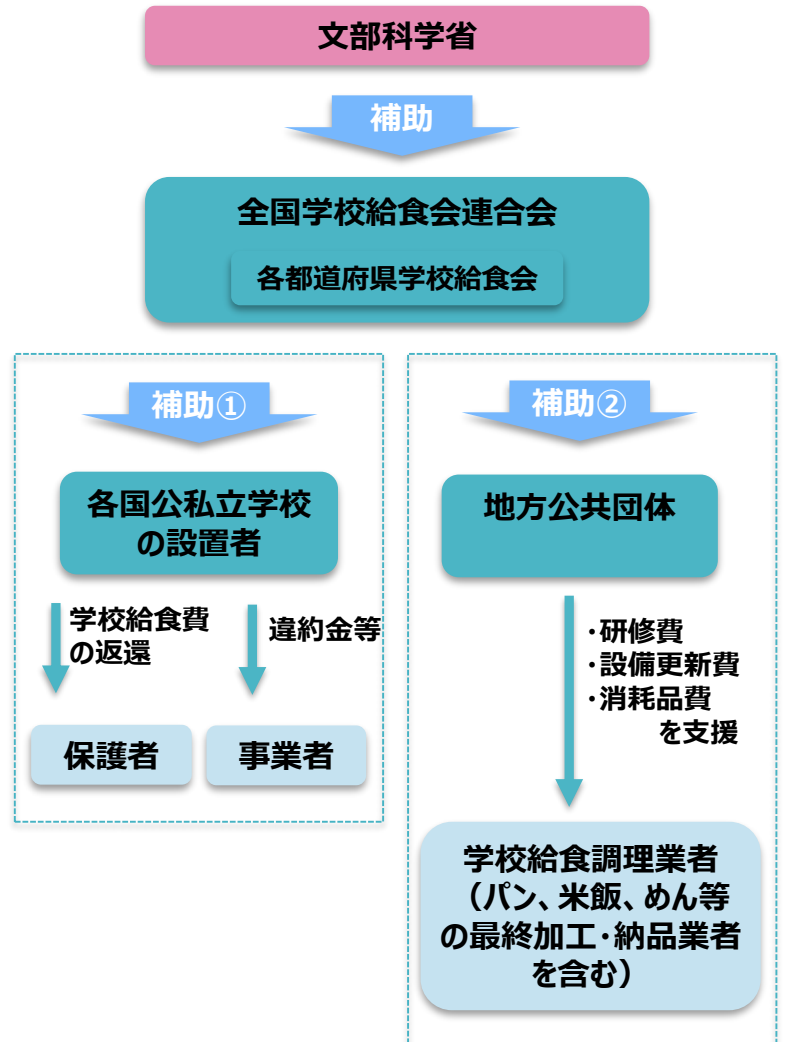 文部科学省
補助
全国学校給食会連合会
各都道府県学校給食会
補助①
各国公私立学校
の設置者
学校給食費
の返還
違約金等
保護者
事業者
補助②
地方公共団体
・研修費
・設備更新費
・消耗品費
を支援
学校給食調理業者
（パン、米飯、めん等
の最終加工・納品業者
を含む）